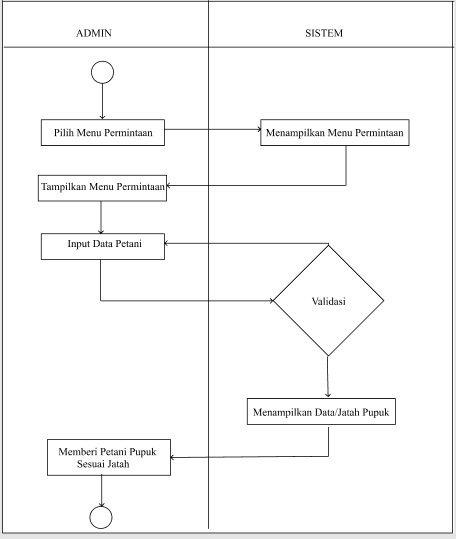 ADMIN
SISTEM
Pilih Menu Permintaan
Menampilkan Menu Permintaan
Tampilkan Menu Permintaan
Input Data Petani
Validasi
Menampilkan Data/Jatah Pupuk
Memberi Petani Pupuk
Sesuai Jatah